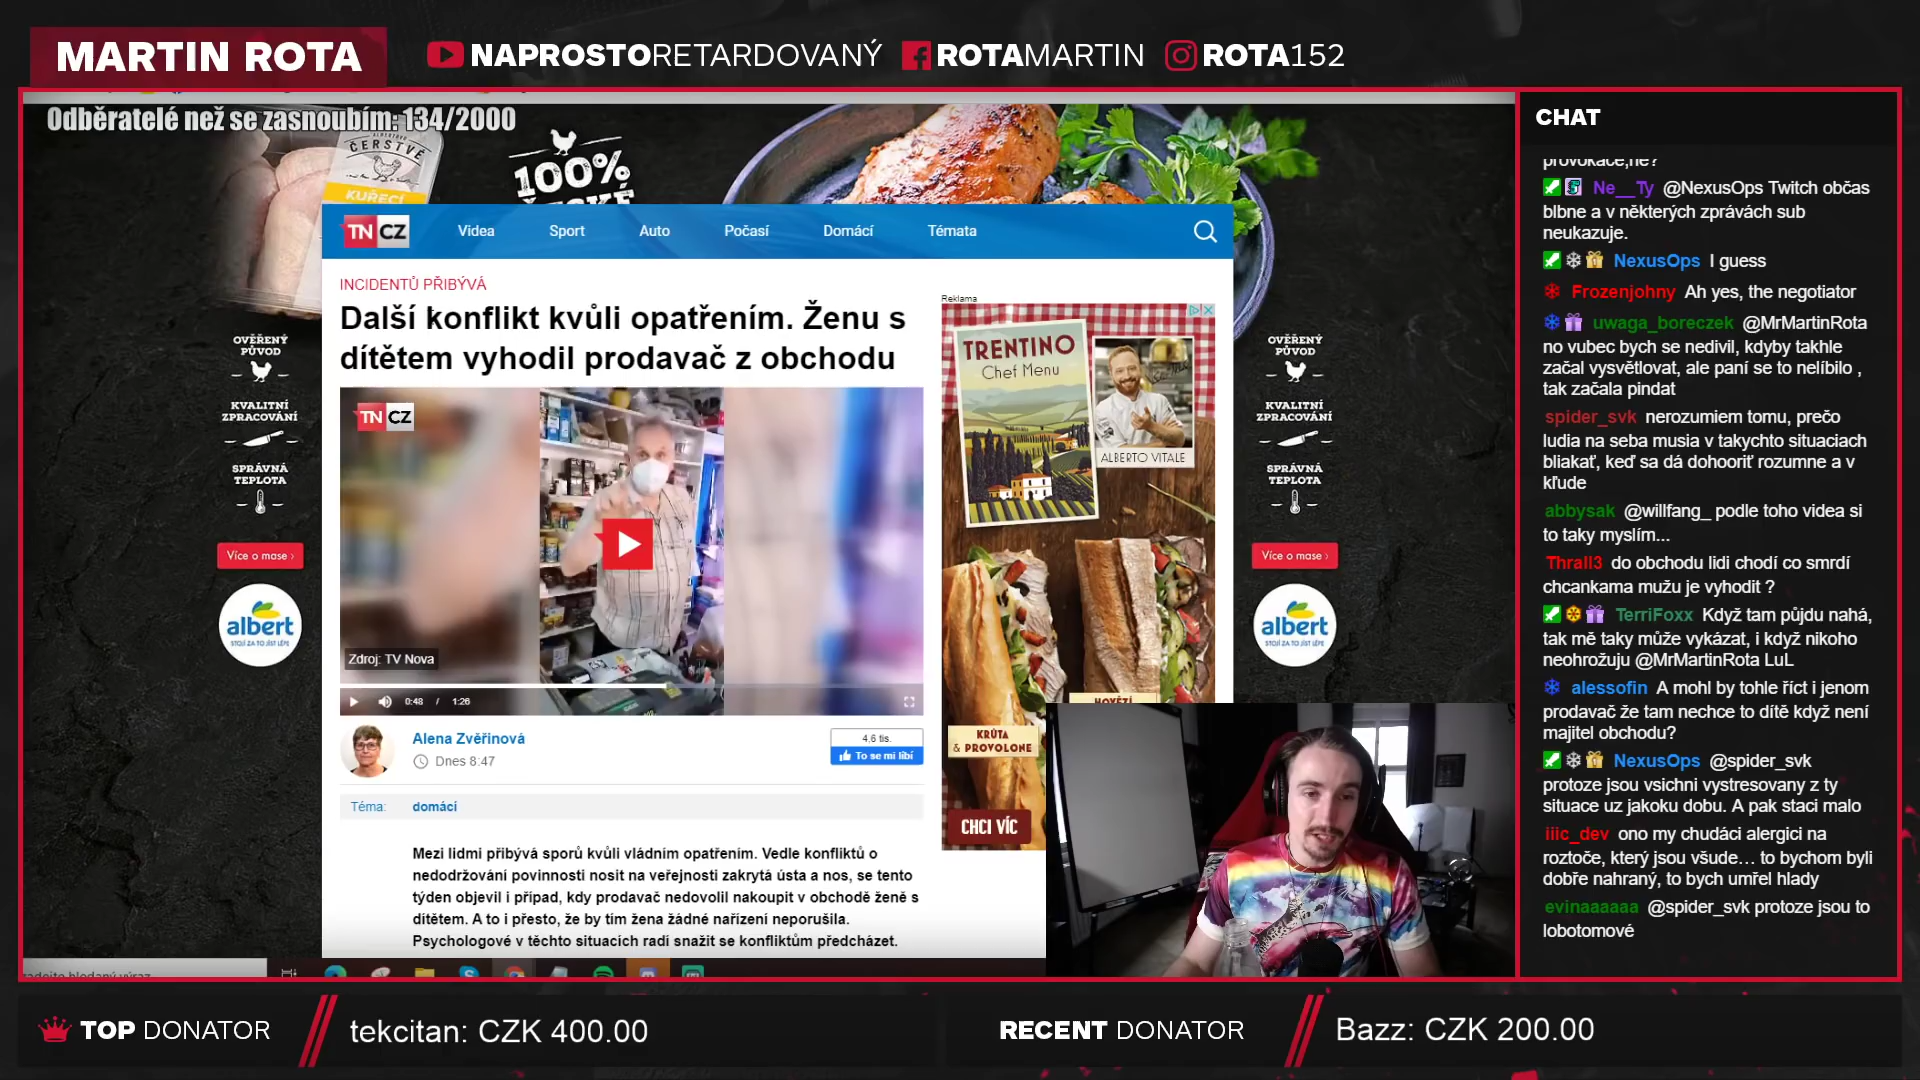 MARTIN ROTA
NAPROSTORETARDOVANÝ
ROTAMARTIN
ROTA152
Odběratelé než se zasnoubím: 134/2000
ČERSTVÉ
KUŘECÍ
100%
TN CZ
Videa
Sport
Auto
Počasí
Domácí
Témata
INCIDENTŮ PŘIBÝVÁ
Další konflikt kvůli opatřením. Ženu s
dítětem vyhodil prodavač z obchodu
TN CZ
Zdroj: TV Nova
0:48 / 1:26
Alena Zvěřinová
Dnes 8:47
4,6 tis.
To se mi líbí
Téma:
domácí
Mezi lidmi přibývá sporů kvůli vládním opatřením. Vedle konfliktů o
nedodržování povinnosti nosit na veřejnosti zakrytá ústa a nos, se tento
týden objevil i případ, kdy prodavač nedovolil nakoupit v obchodě ženě s
dítětem. A to i přesto, že by tím žena žádné nařízení neporušila.
Psychologové v těchto situacích radí snažit se konfliktům předcházet.
OVĚŘENÝ
PŮVOD
KVALITNÍ
ZPRACOVÁNÍ
SPRÁVNÁ
TEPLOTA
Více o mase ›
albert
STOJÍ ZA TO JÍST LÉPE
Reklama
TRENTINO
Chef Menu
ALBERTO VITALE
HOVĚZÍ
KRŮTA
& PROVOLONE
CHCI VÍC
OVĚŘENÝ
PŮVOD
KVALITNÍ
ZPRACOVÁNÍ
SPRÁVNÁ
TEPLOTA
Více o mase ›
albert
STOJÍ ZA TO JÍST LÉPE
CHAT
provokace,ne?
Ne__Ty @NexusOps Twitch občas
blbne a v některých zprávách sub
neukazuje.
NexusOps I guess
Frozenjohny Ah yes, the negotiator
uwaga_boreczek @MrMartinRota
no vubec bych se nedivil, kdyby takhle
začal vysvětlovat, ale paní se to nelíbilo ,
tak začala pindat
spider_svk nerozumiem tomu, prečo
ludia na seba musia v takychto situaciach
bliakať, keď sa dá dohooriť rozumne a v
kľude
abbysak @willfang_ podle toho videa si
to taky myslím...
Thrall3 do obchodu lidi chodí co smrdí
chcankama mužu je vyhodit ?
TerriFoxx Když tam půjdu nahá,
tak mě taky může vykázat, i když nikoho
neohrožuju @MrMartinRota LuL
alessofin A mohl by tohle říct i jenom
prodavač že tam nechce to dítě když není
majitel obchodu?
NexusOps @spider_svk
protoze jsou vsichni vystresovany z ty
situace uz jakoku dobu. A pak staci malo
iiic_dev ono my chudáci alergici na
roztoče, který jsou všude… to bychom byli
dobře nahraný, to bych umřel hlady
evinaaaaaa @spider_svk protoze jsou to
lobotomové
TOP DONATOR
tekcitan: CZK 400.00
RECENT DONATOR
Bazz: CZK 200.00